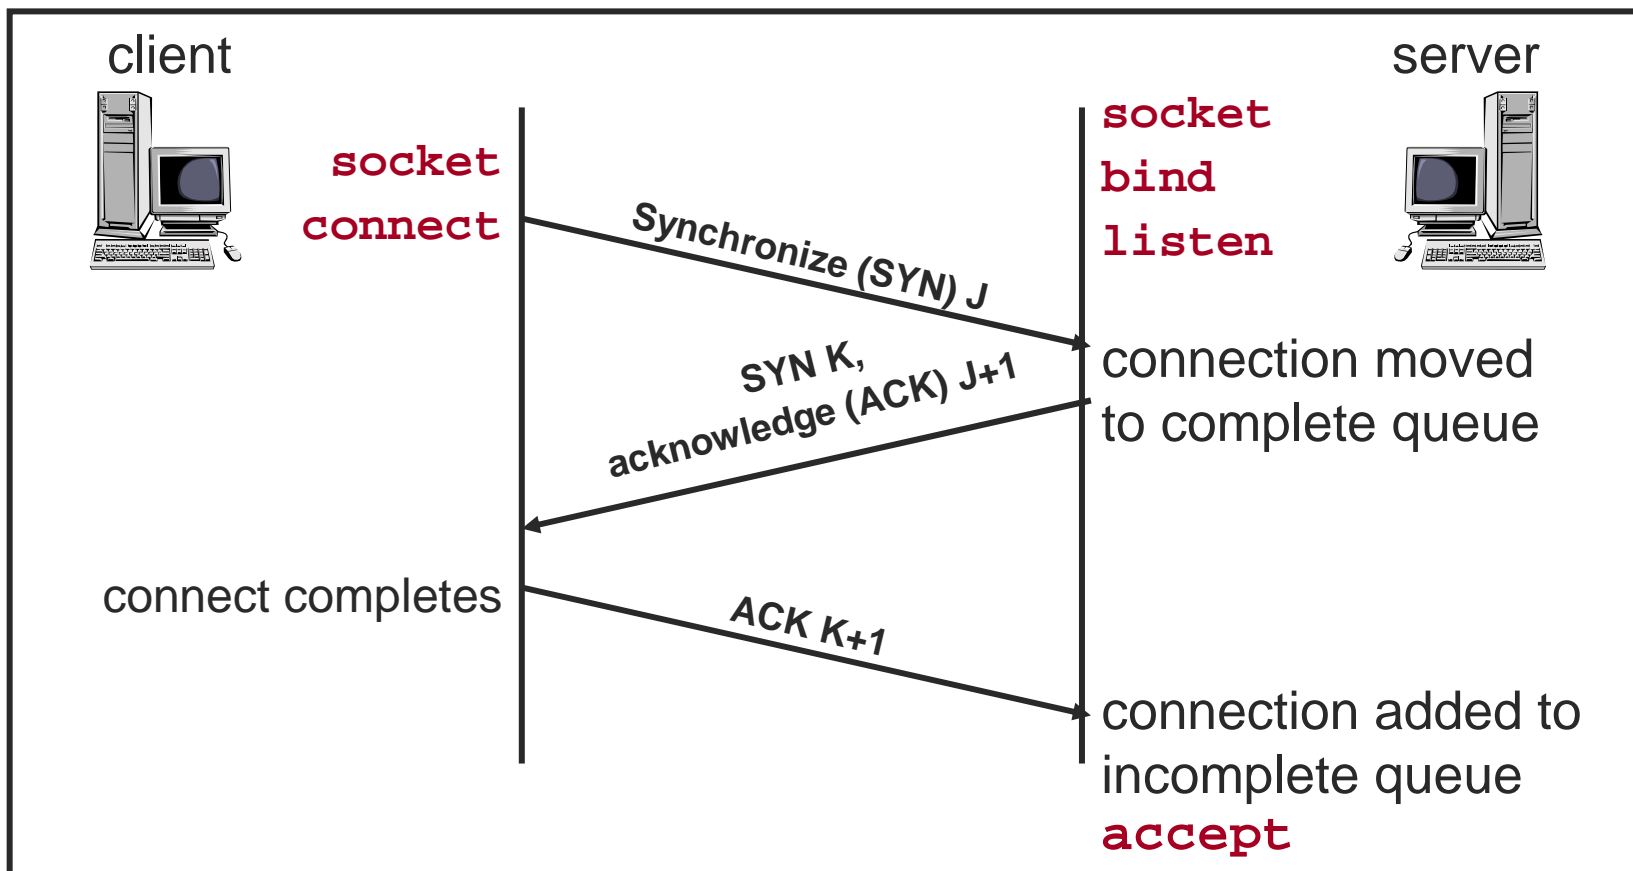 client
server
socket
bind
listen
socket
connect
Synchronize (SYN) J
connection moved
to complete queue
SYN K,
acknowledge (ACK) J+1
connect completes
ACK K+1
connection added to
incomplete queue
accept